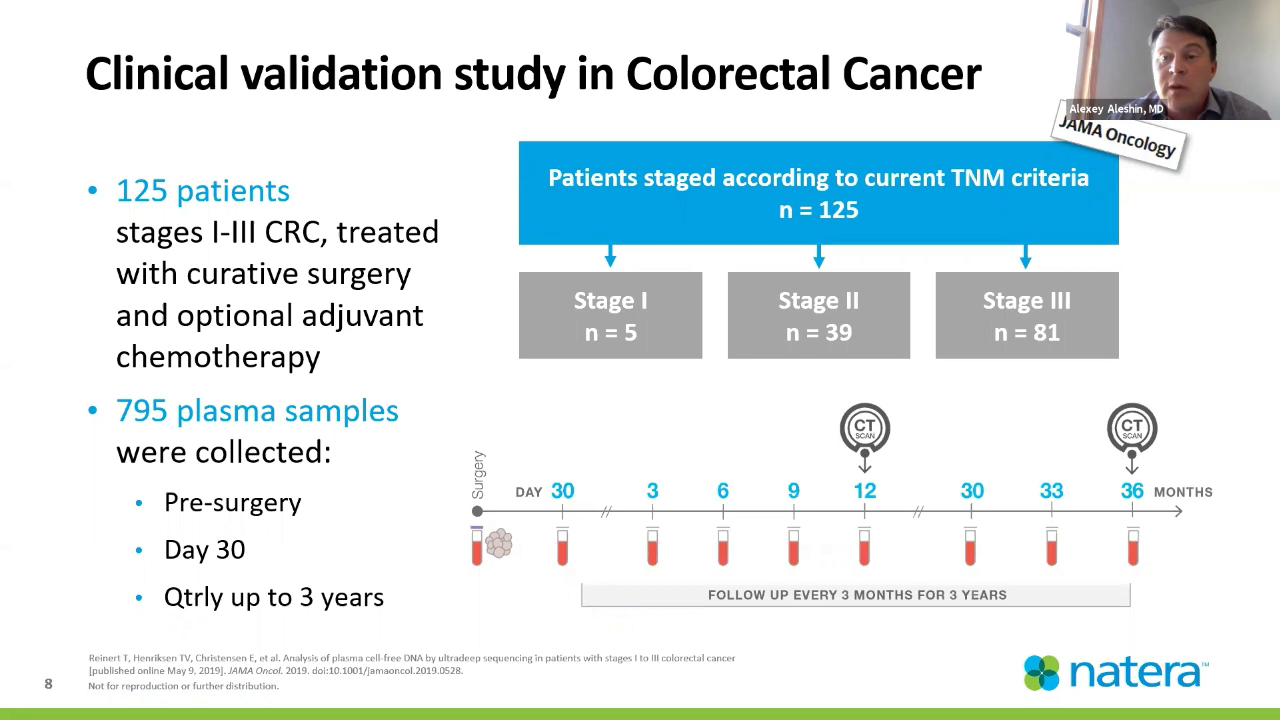 Clinical validation study in Colorectal Cancer
Alexey Aleshin, MD
JAMA Oncology
• 125 patients
stages I-III CRC, treated
with curative surgery
and optional adjuvant
chemotherapy
• 795 plasma samples
were collected:
• Pre-surgery
• Day 30
• Qtrly up to 3 years
Patients staged according to current TNM criteria
n = 125
Stage I
n = 5
Stage II
n = 39
Stage III
n = 81
CT
SCAN
CT
SCAN
Surgery
DAY 30 3 6 9 12 30 33 36 MONTHS
FOLLOW UP EVERY 3 MONTHS FOR 3 YEARS
Reinert T, Henriksen TV, Christensen E, et al. Analysis of plasma cell-free DNA by ultradeep sequencing in patients with stages I to III colorectal cancer
[published online May 9, 2019]. JAMA Oncol. 2019. doi:10.1001/jamaoncol.2019.0528.
8
Not for reproduction or further distribution.
natera™